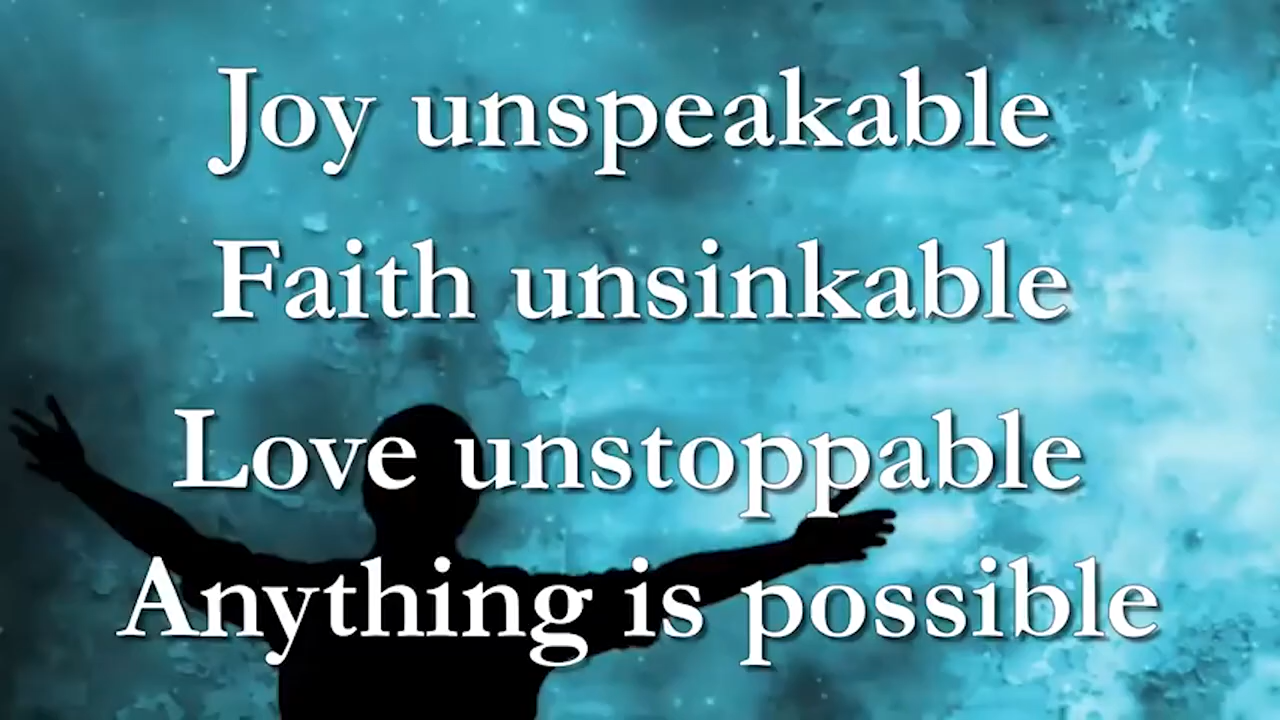 Joy unspeakable
Faith unsinkable
Love unstoppable
Anything is possible